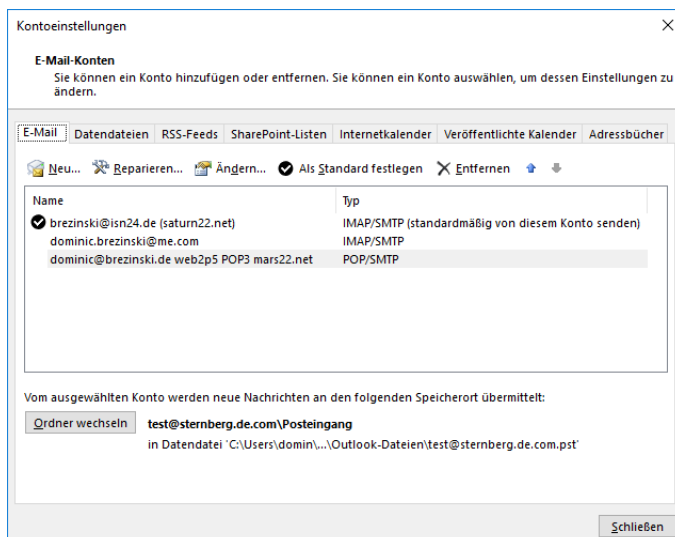 Kontoeinstellungen
E-Mail-Konten
Sie können ein Konto hinzufügen oder entfernen. Sie können ein Konto auswählen, um dessen Einstellungen zu
ändern.
E-Mail Datendateien RSS-Feeds SharePoint-Listen Internetkalender Veröffentlichte Kalender Adressbücher
Neu... Reparieren... Ändern... Als Standard festlegen Entfernen
Name Typ
brezinski@isn24.de (saturn22.net) IMAP/SMTP (standardmäßig von diesem Konto senden)
dominic.brezinski@me.com IMAP/SMTP
dominic@brezinski.de web2p5 POP3 mars22.net POP/SMTP
Vom ausgewählten Konto werden neue Nachrichten an den folgenden Speicherort übermittelt:
Ordner wechseln test@sternberg.de.com\Posteingang
in Datendatei 'C:\Users\domin\...\Outlook-Dateien\test@sternberg.de.com.pst'
Schließen